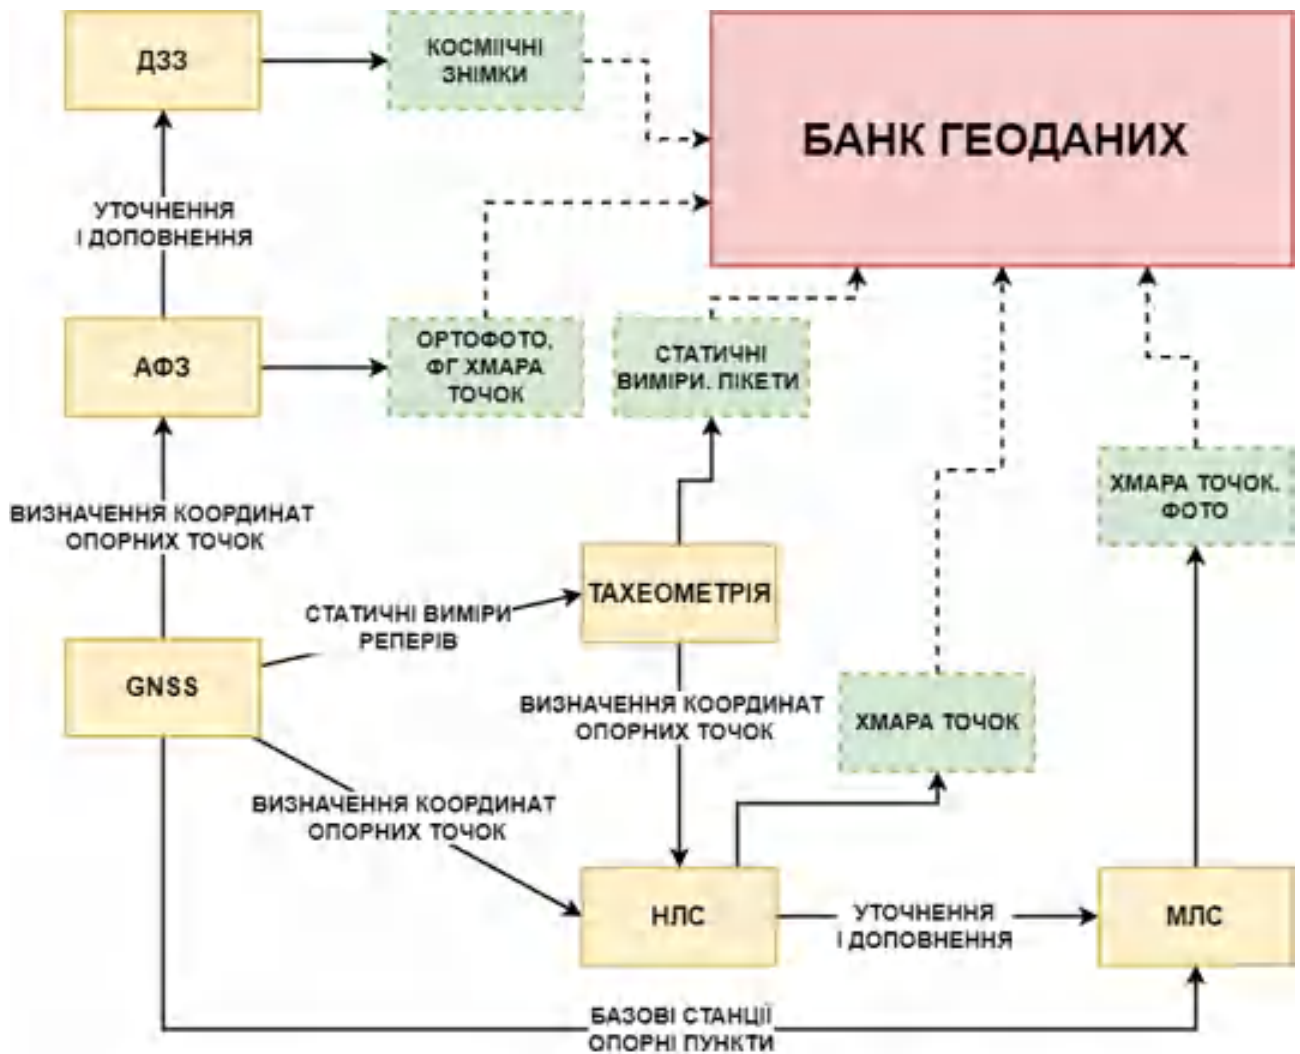 ДЗЗ
КОСМІІЧНІ
ЗНІМКИ
БАНК ГЕОДАНИХ
УТОЧНЕННЯ
І ДОПОВНЕННЯ
АФЗ
ОРТОФОТО,
ФГ ХМАРА
ТОЧОК
СТАТИЧНІ
ВИМІРИ. ПІКЕТИ
ХМАРА ТОЧОК.
ФОТО
ВИЗНАЧЕННЯ КООРДИНАТ
ОПОРНИХ ТОЧОК
СТАТИЧНІ ВИМІРИ
РЕПЕРІВ
ТАХЕОМЕТРІЯ
GNSS
ВИЗНАЧЕННЯ КООРДИНАТ
ОПОРНИХ ТОЧОК
ХМАРА ТОЧОК
ВИЗНАЧЕННЯ КООРДИНАТ
ОПОРНИХ ТОЧОК
НЛС
УТОЧНЕННЯ
І ДОПОВНЕННЯ
МЛС
БАЗОВІ СТАНЦІЇ
ОПОРНІ ПУНКТИ